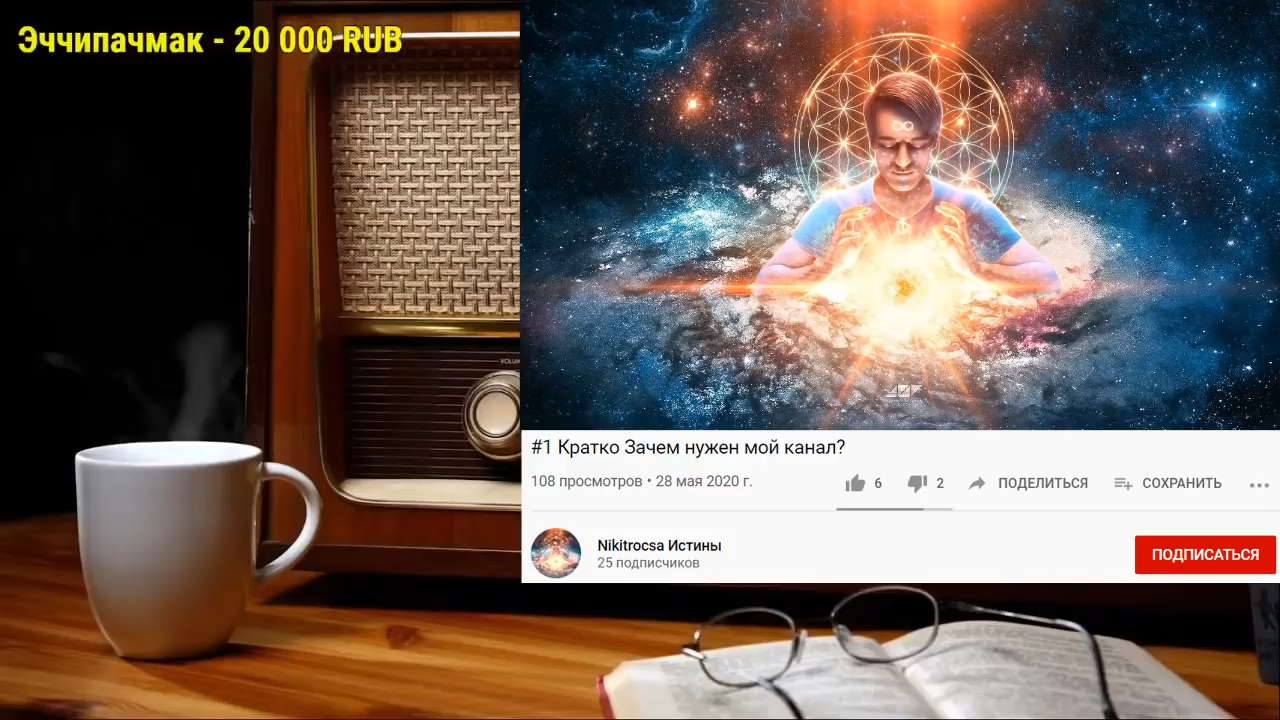 Эччипачмак - 20 000 RUB
VOLUM
#1 Кратко Зачем нужен мой канал?
108 просмотров • 28 мая 2020 г.
6
2
ПОДЕЛИТЬСЯ
СОХРАНИТЬ
Nikitrocsa Истины
25 подписчиков
ПОДПИСАТЬСЯ